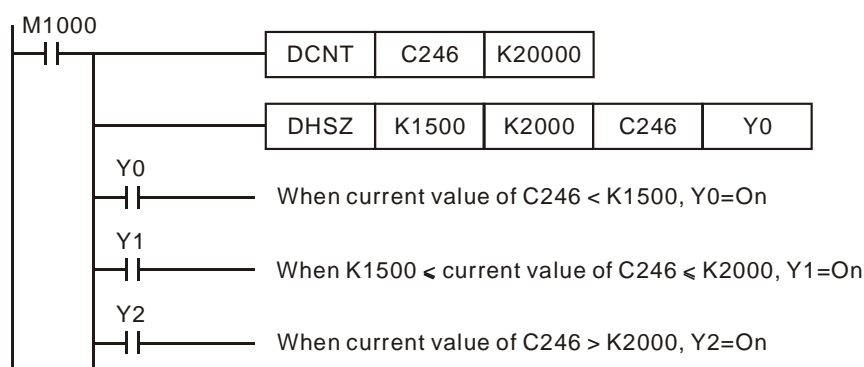 M1000
DCNT C246 K20000
DHSZ K1500 K2000 C246 Y0
Y0
When current value of C246 < K1500, Y0=On
Y1
When K1500 ⩽ current value of C246 ⩽ K2000, Y1=On
Y2
When current value of C246 > K2000, Y2=On